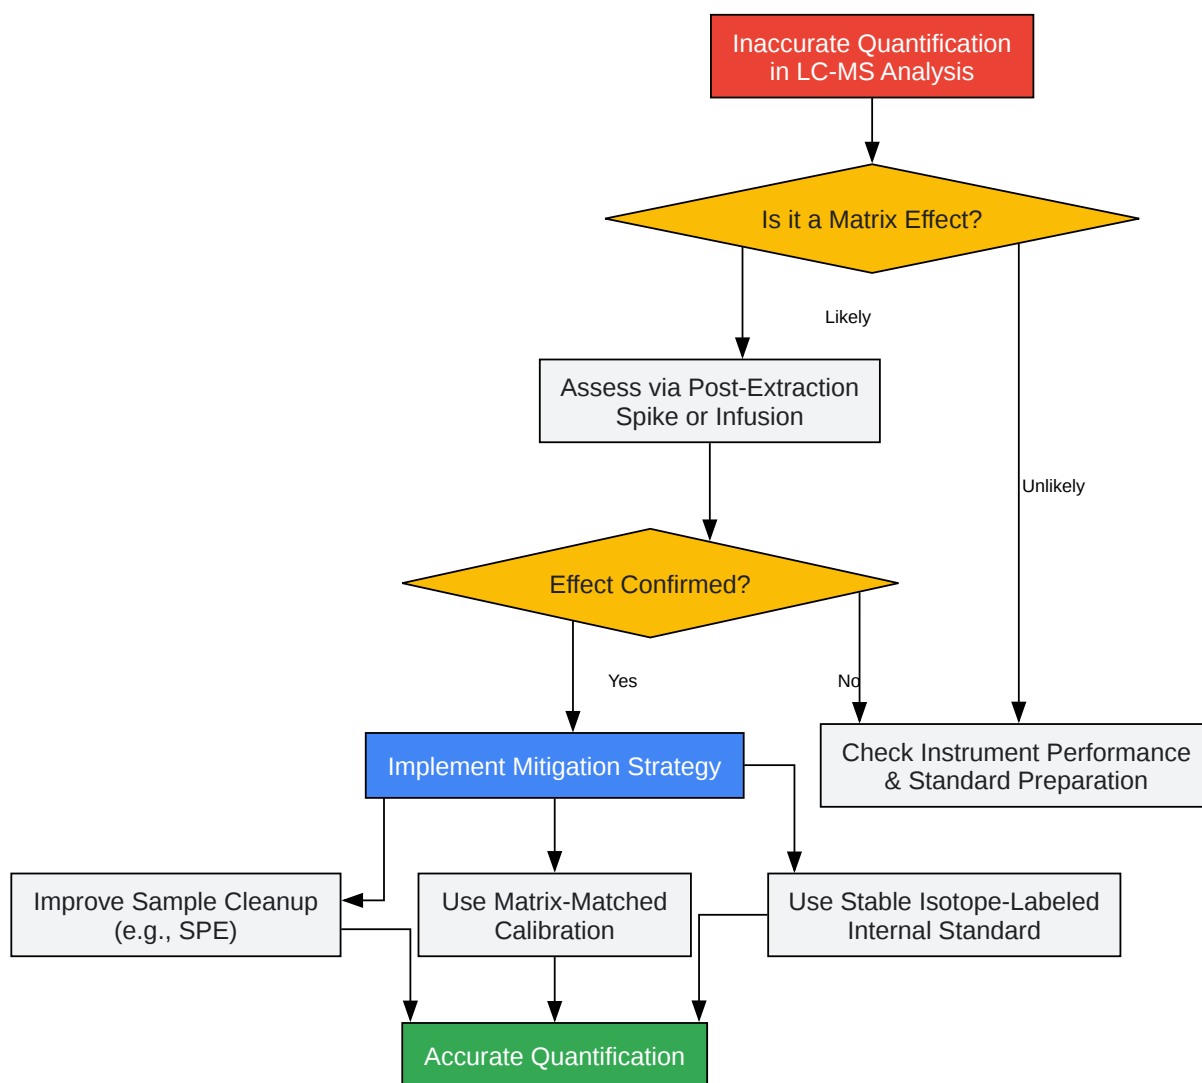 Inaccurate Quantification
in LC-MS Analysis
Is it a Matrix Effect?
Likely
Assess via Post-Extraction
Spike or Infusion
Unlikely
Effect Confirmed?
Yes
No
Implement Mitigation Strategy
Check Instrument Performance
& Standard Preparation
Improve Sample Cleanup
(e.g., SPE)
Use Matrix-Matched
Calibration
Use Stable Isotope-Labeled
Internal Standard
Accurate Quantification